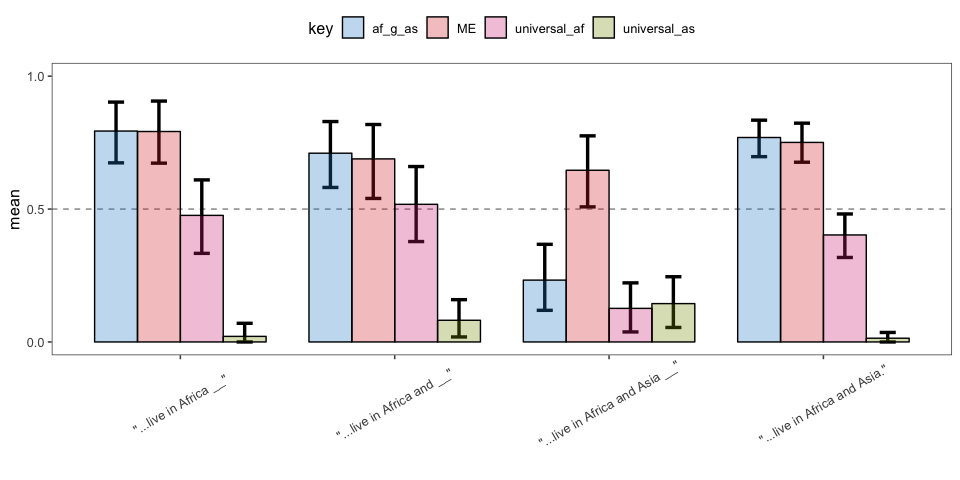 key af_g_as ME universal_af universal_as
1.0
0.5
0.0
mean
" ...live in Africa __"
" ...live in Africa and __"
" ...live in Africa and Asia __"
" ...live in Africa and Asia."